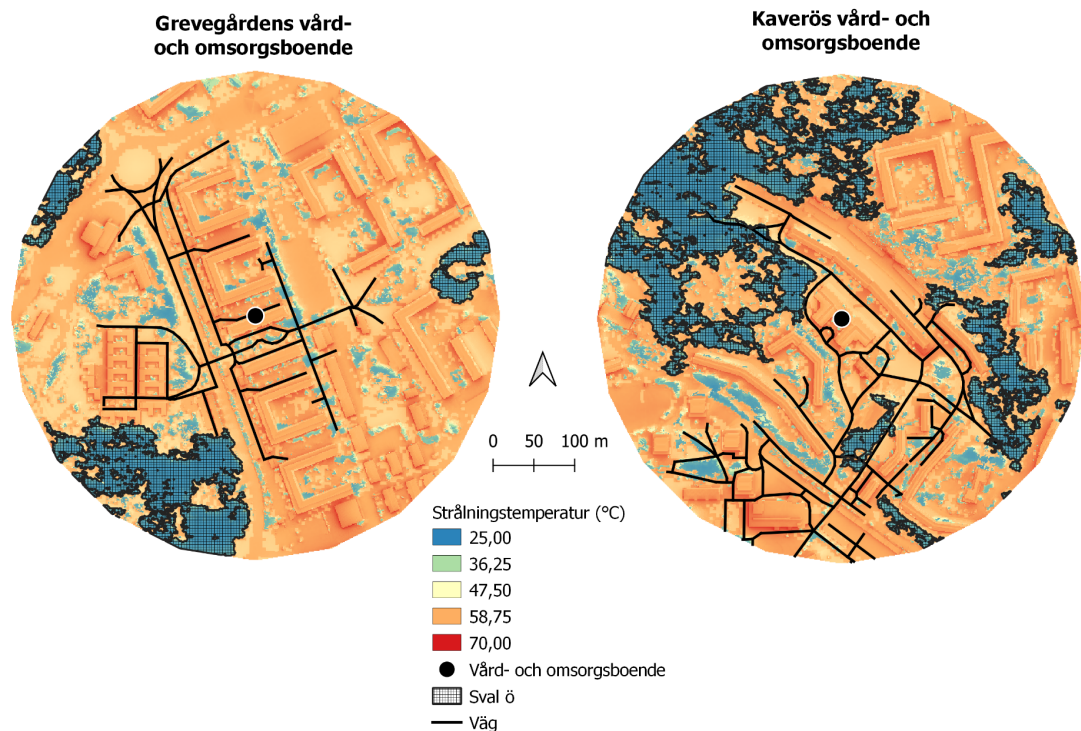 Grevegårdens vård-
och omsorgsboende
Kaverös vård- och
omsorgsboende
0 50 100 m
Strålningstemperatur (°C)
25,00
36,25
47,50
58,75
70,00
Vård- och omsorgsboende
Sval ö
Väg